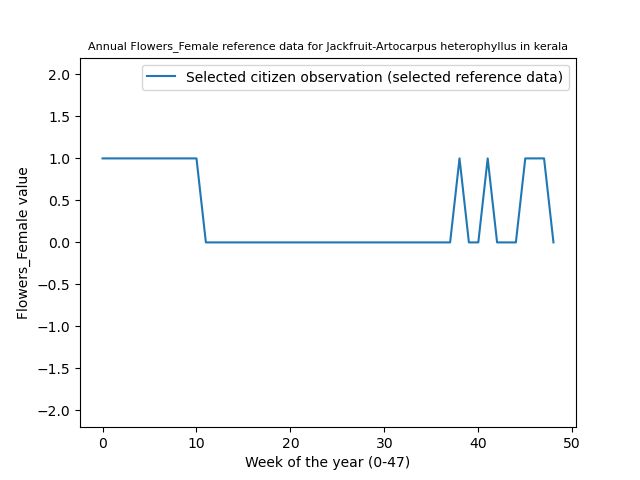 Annual Flowers_Female reference data for Jackfruit-Artocarpus heterophyllus in kerala
Selected citizen observation (selected reference data)
2.0
1.5
1.0
0.5
0.0
−0.5
−1.0
−1.5
−2.0
Flowers_Female value
0 10 20 30 40 50
Week of the year (0-47)